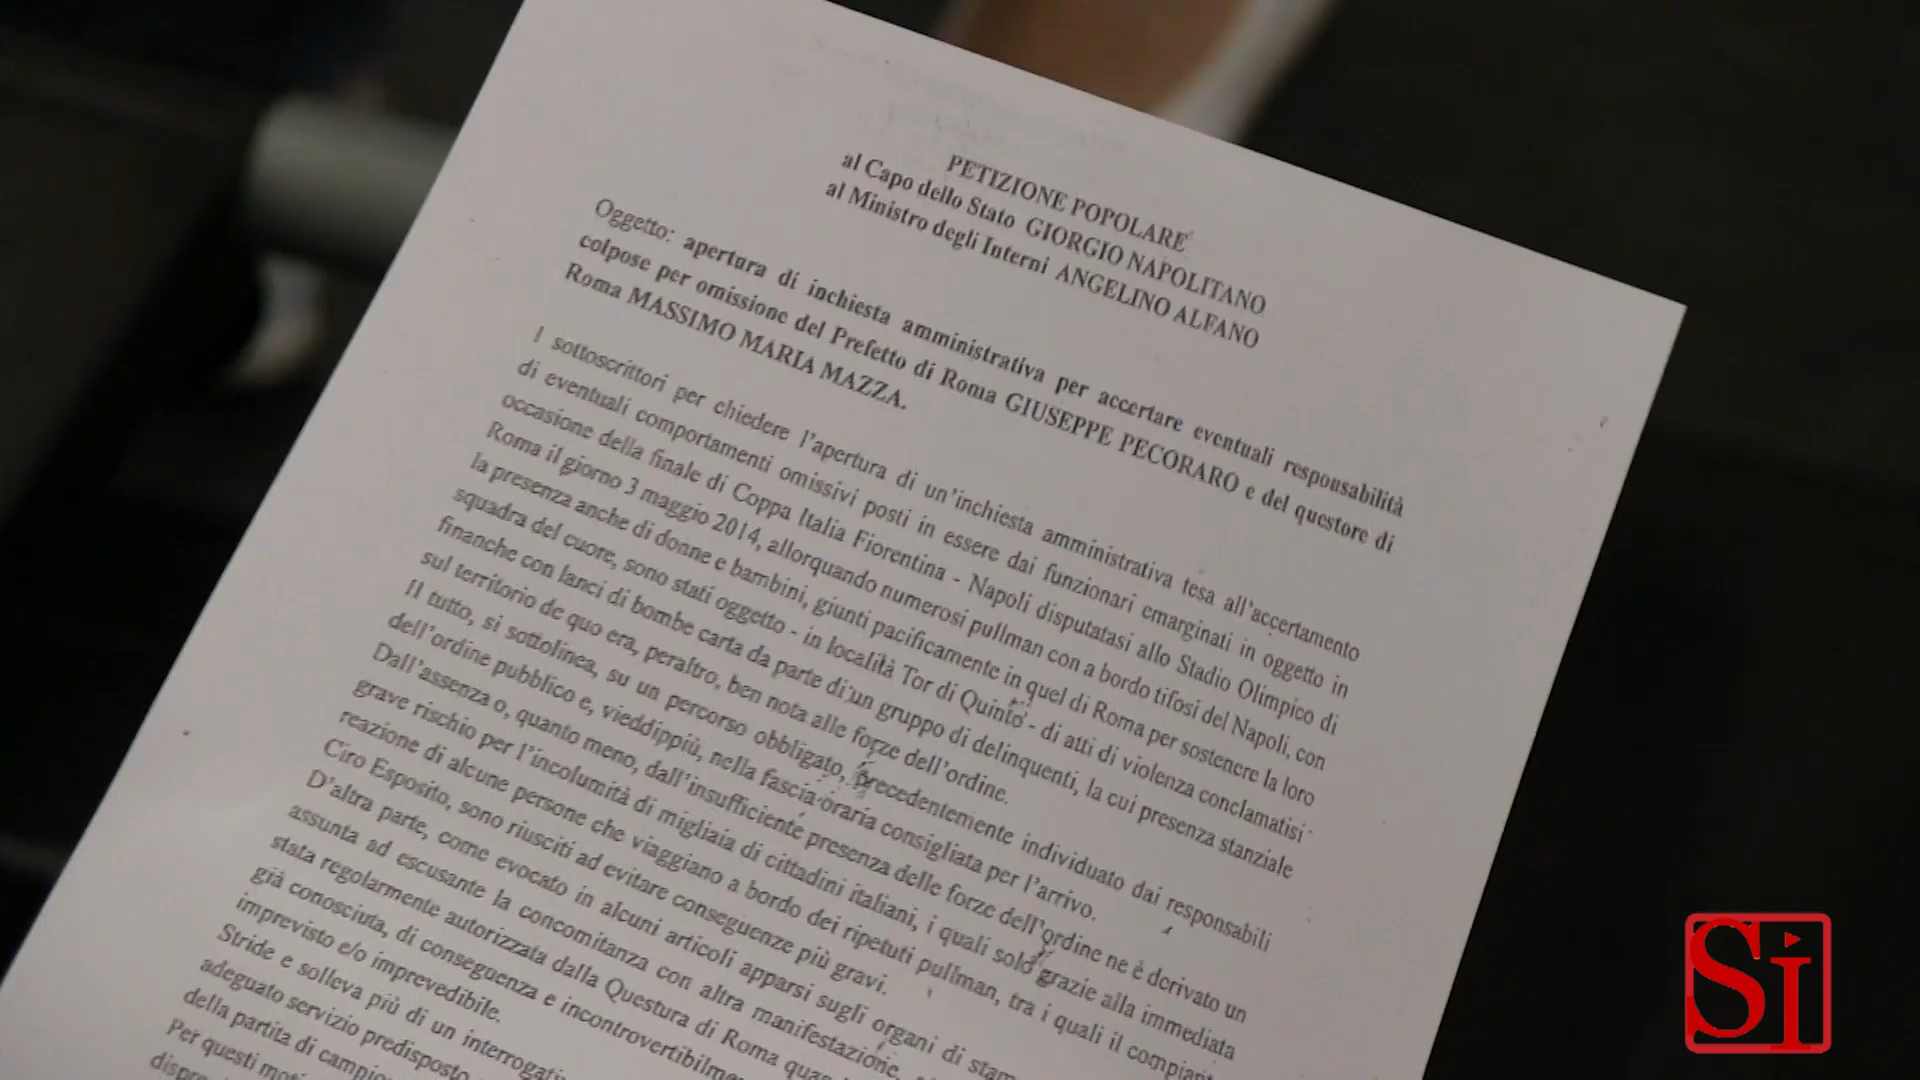 PETIZIONE POPOLARE
al Capo dello Stato GIORGIO NAPOLITANO
al Ministro degli Interni ANGELINO ALFANO
Oggetto: apertura di inchiesta amministrativa per accertare eventuali responsabilità
colpose per omissione del Prefetto di Roma GIUSEPPE PECORARO e del questore di
Roma MASSIMO MARIA MAZZA.
I sottoscrittori per chiedere l'apertura di un'inchiesta amministrativa tesa all'accertamento
di eventuali comportamenti omissivi posti in essere dai funzionari emarginati in oggetto in
occasione della finale di Coppa Italia Fiorentina - Napoli disputatasi allo Stadio Olimpico di
Roma il giorno 3 maggio 2014, allorquando numerosi pullman con a bordo tifosi del Napoli, con
la presenza anche di donne e bambini, giunti pacificamente in quel di Roma per sostenere la loro
squadra del cuore, sono stati oggetto - in località Tor di Quinto - di atti di violenza conclamatisi
finanche con lanci di bombe carta da parte di un gruppo di delinquenti, la cui presenza stanziale
sul territorio de quo era, peraltro, ben nota alle forze dell'ordine.
Il tutto, si sottolinea, su un percorso obbligato, precedentemente individuato dai responsabili
dell'ordine pubblico e, vieddippiù, nella fascia oraria consigliata per l'arrivo.
Dall'assenza o, quanto meno, dall'insufficiente presenza delle forze dell'ordine ne è derivato un
grave rischio per l'incolumità di migliaia di cittadini italiani, i quali solo grazie alla immediata
reazione di alcune persone che viaggiano a bordo dei ripetuti pullman, tra i quali il
Ciro Esposito, sono riusciti ad evitare conseguenze più gravi.
D'altra parte, come evocato in alcuni articoli apparsi sugli organi di
assunta ad escusante la concomitanza con altra manifestazione,
stata regolarmente autorizzata dalla Questura di Roma
già conosciuta, di conseguenza e
imprevisto e/o imprevedibile.
Stride e solleva più di un
adeguato servizio predisposto
della partita di
Per questi
Si